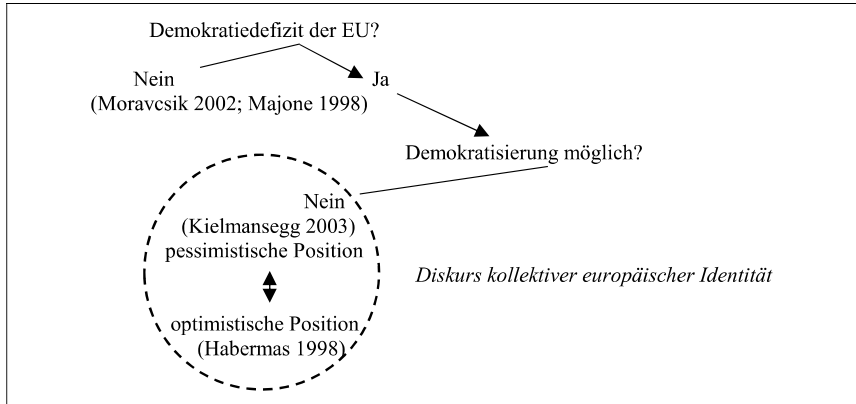 Demokratiedefizit der EU?
Nein
Ja
(Moravcsik 2002; Majone 1998)
Demokratisierung möglich?
Nein
(Kielmansegg 2003)
pessimistische Position
Diskurs kollektiver europäischer Identität
optimistische Position
(Habermas 1998)